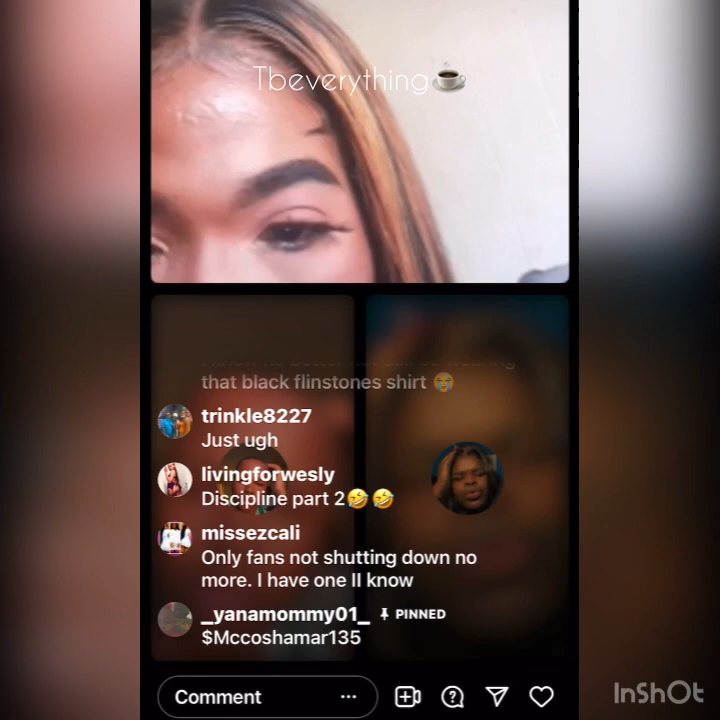 Tbeverything☕
that black flinstones shirt 😭
trinkle8227
Just ugh
livingforwesly
Discipline part 2🤣🤣
missezcali
Only fans not shutting down no
more. I have one II know
_yanamommy01_ PINNED
$Mccoshamar135
Comment
InShOt